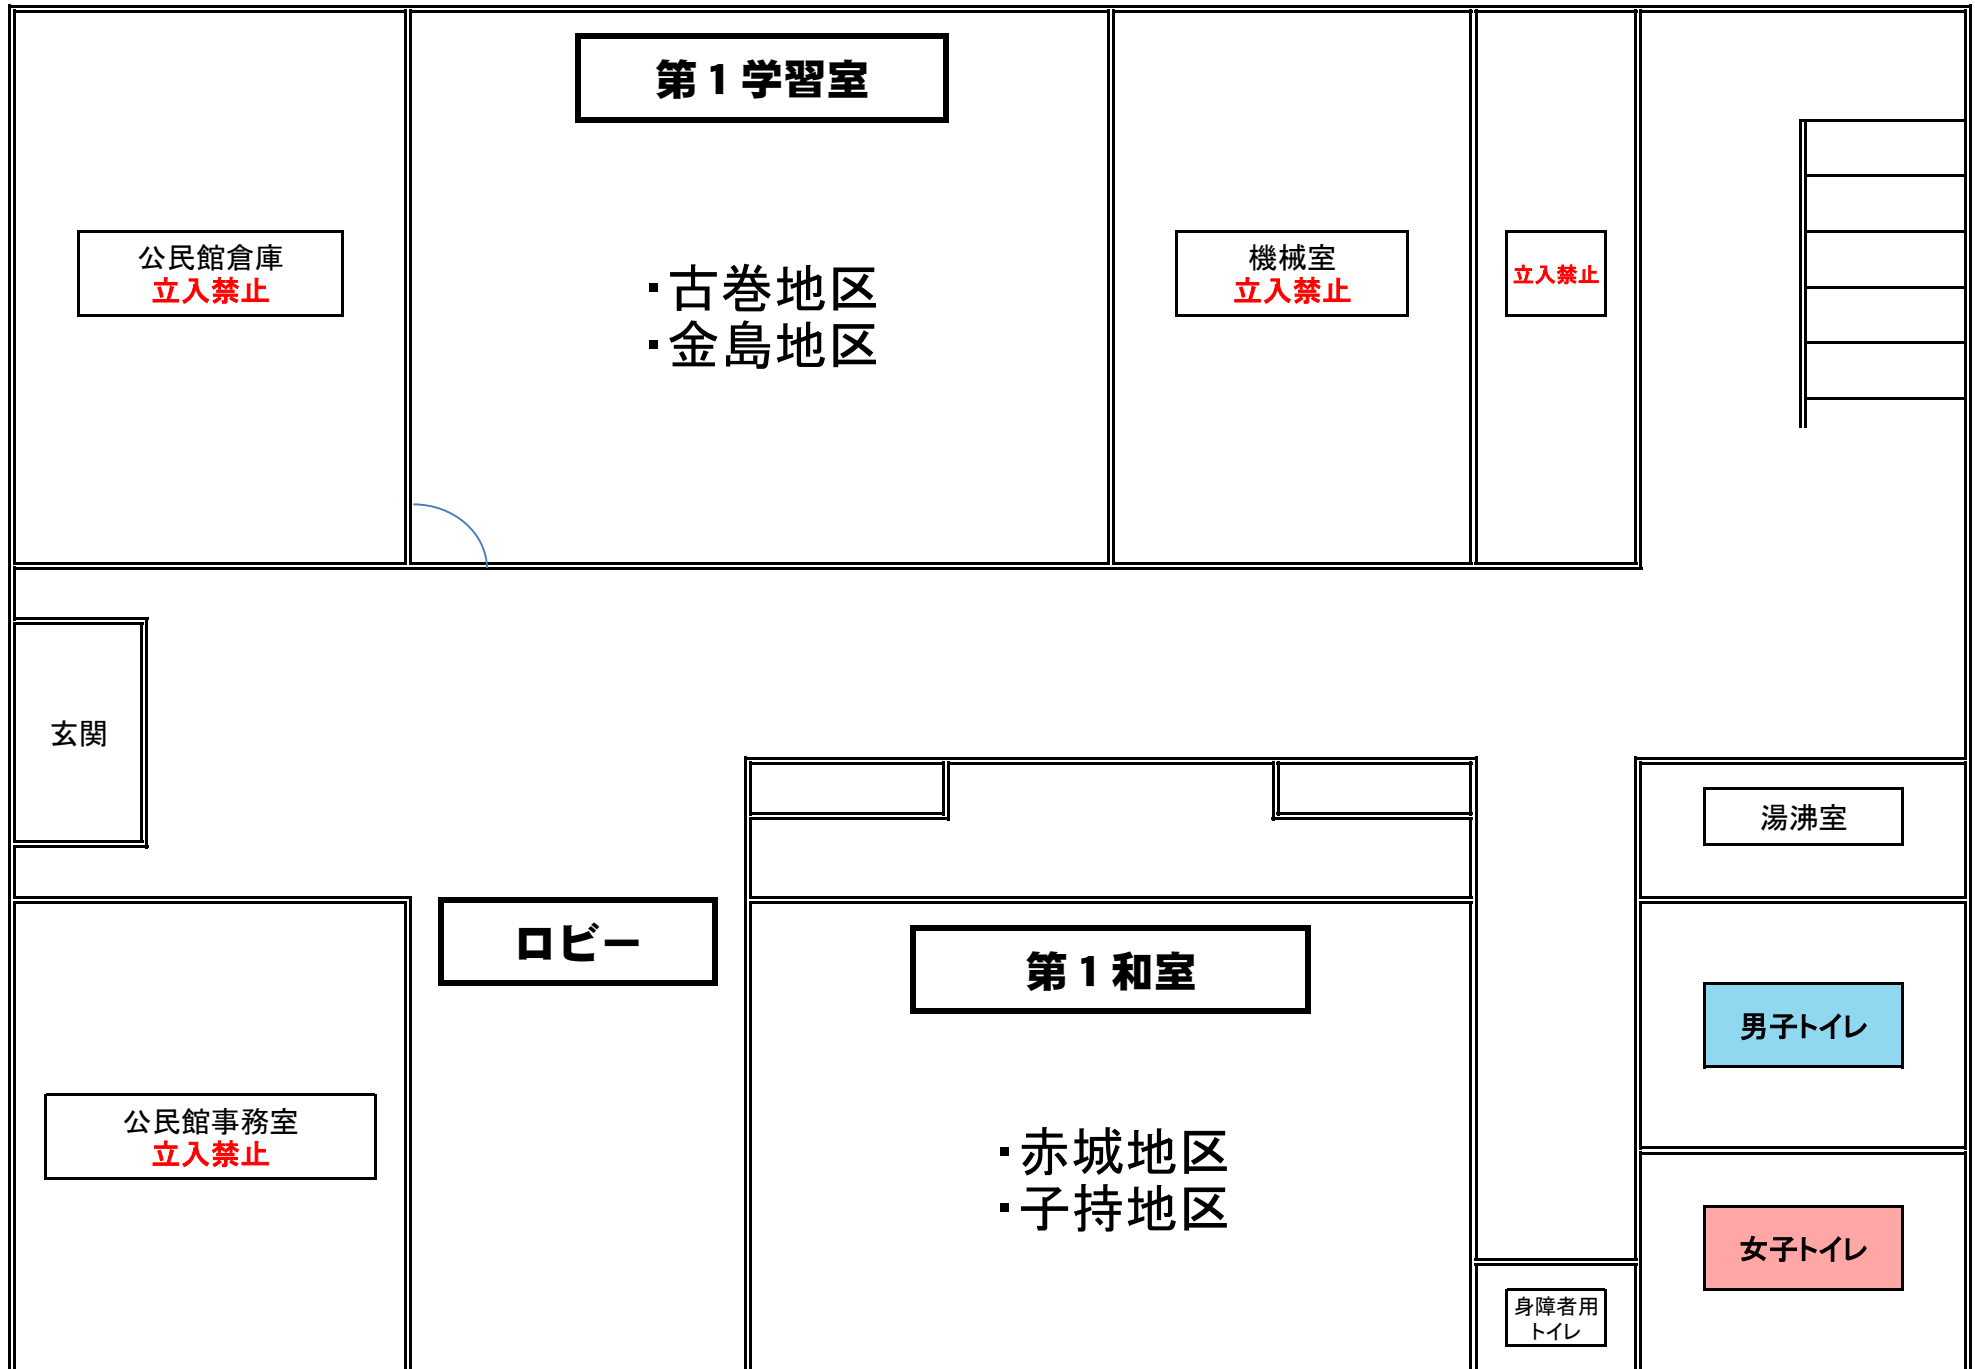 第1学習室
公民館倉庫
立入禁止
・古巻地区
・金島地区
機械室
立入禁止
立入禁止
玄関
湯沸室
ロビー
第1和室
男子トイレ
公民館事務室
立入禁止
・赤城地区
・子持地区
女子トイレ
身障者用
トイレ